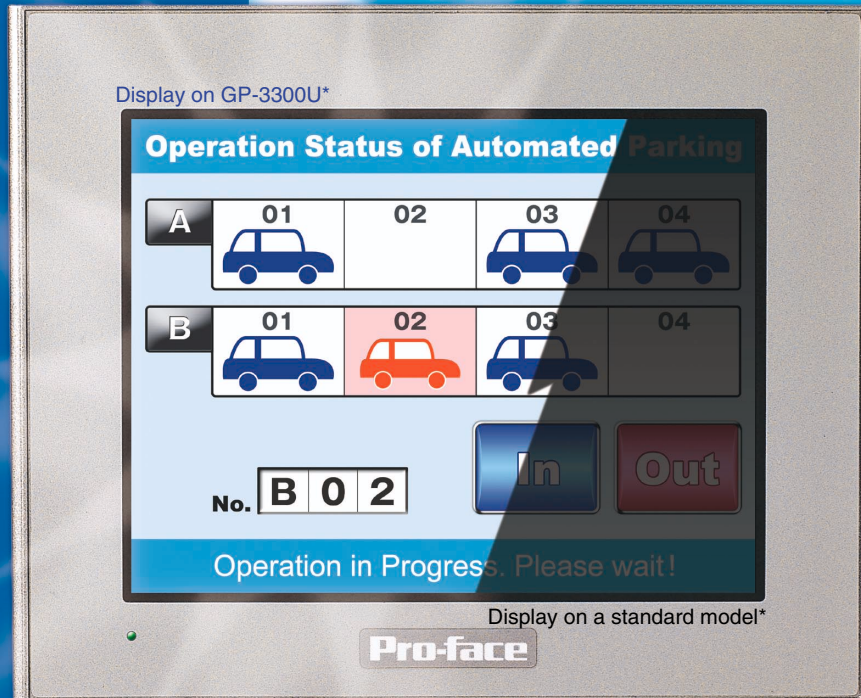 Display on GP-3300U*
Operation Status of Automated Parking
A 01 02 03 04
B 01 02 03 04
No. B 0 2 In Out
Operation in Progress. Please wait!
Display on a standard model*
Pro-face